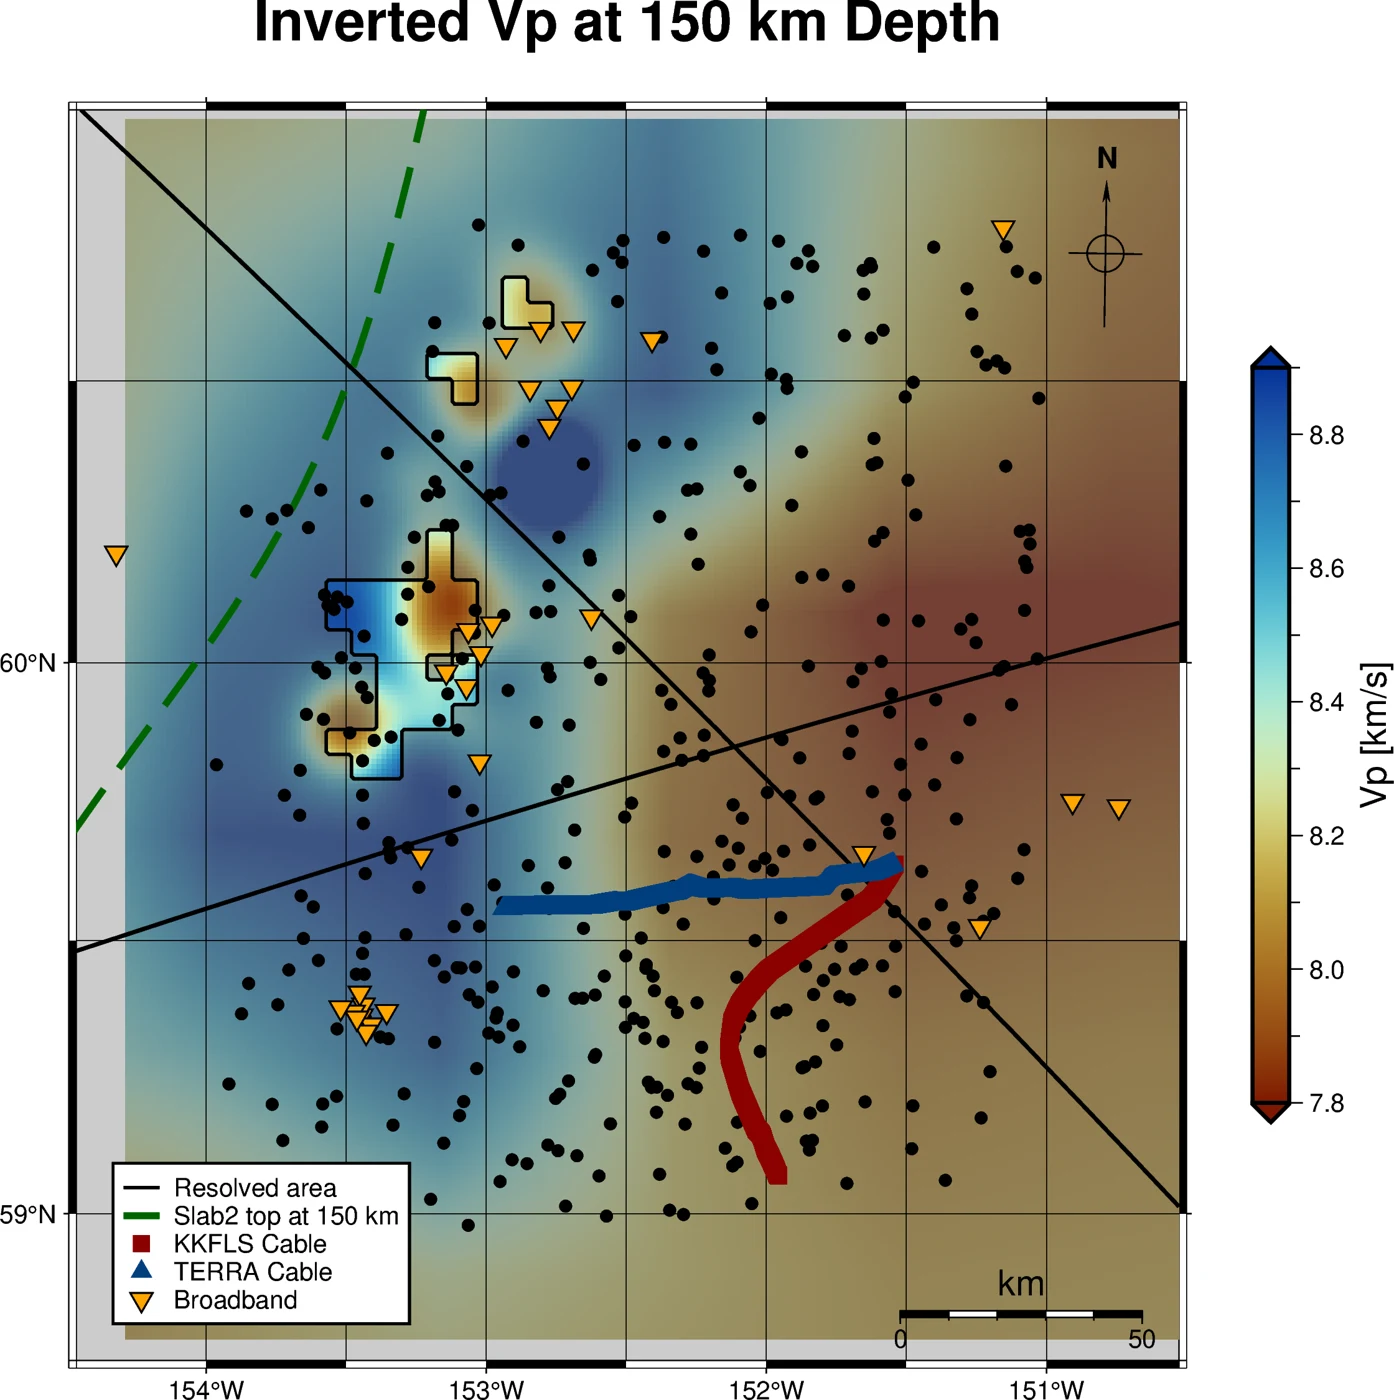 Inverted Vp at 150 km Depth
N
8.8
8.6
8.4
8.2
8.0
7.8
Vp [km/s]
60°N
59°N
Resolved area
Slab2 top at 150 km
KKFLS Cable
TERRA Cable
Broadband
km
0 50
154°W 153°W 152°W 151°W